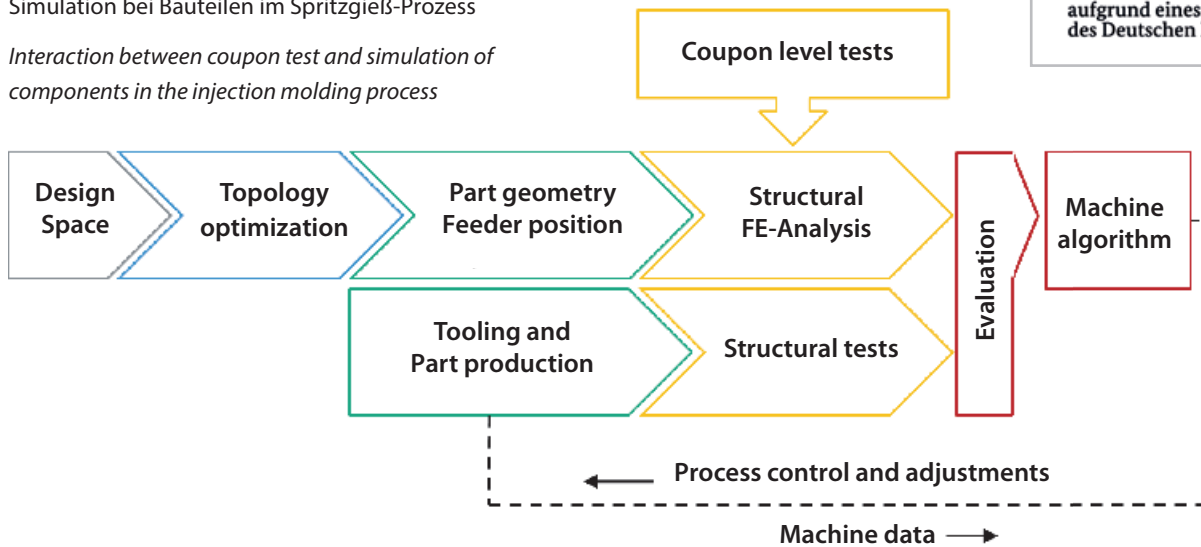 Simulation bei Bauteilen im Spritzgieß-Prozess
Interaction between coupon test and simulation of
components in the injection molding process
aufgrund eines
des Deutschen
Coupon level tests
Design
Space
Topology
optimization
Part geometry
Feeder position
Structural
FE-Analysis
Evaluation
Machine
algorithm
Tooling and
Part production
Structural tests
Process control and adjustments
Machine data